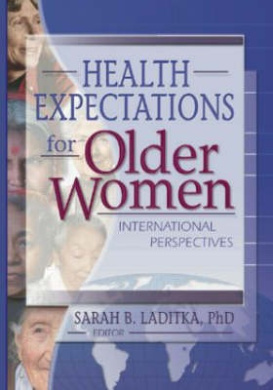 HEALTH
EXPECTATIONS
for Older
Women
INTERNATIONAL
PERSPECTIVES
SARAH B. LADITKA, PhD
EDITOR